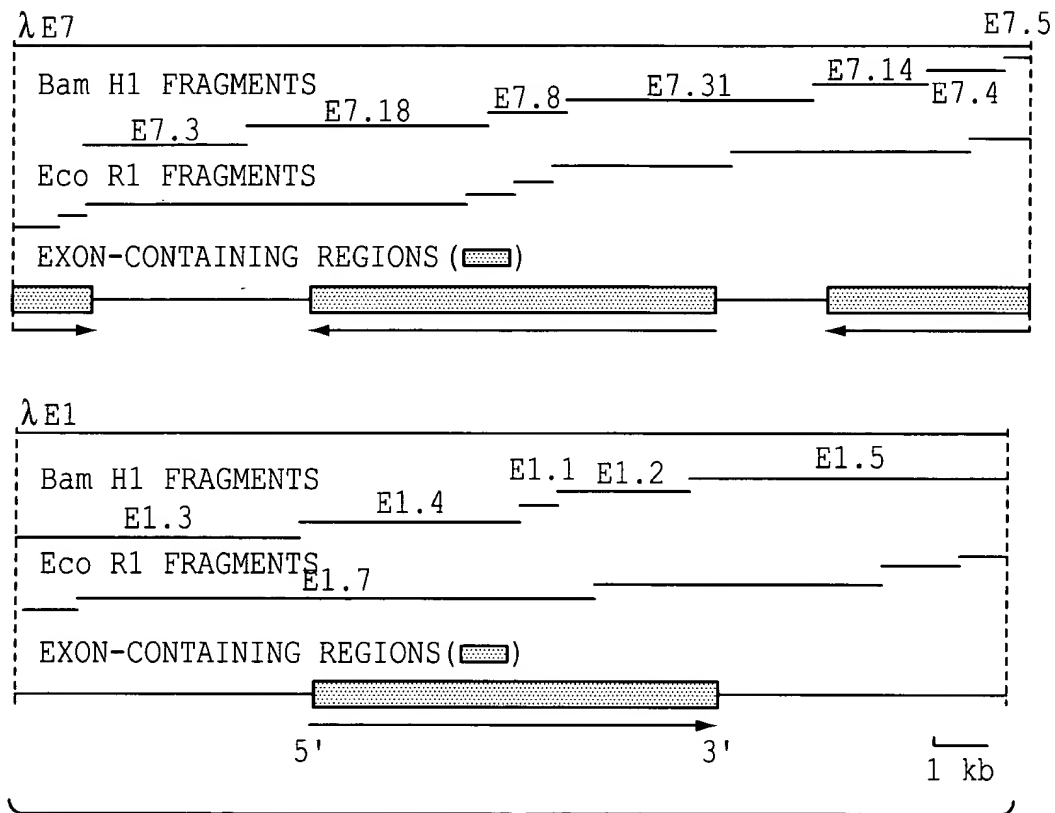 λE7
E7.5
Bam H1 FRAGMENTS
E7.14
E7.31
E7.8
E7.4
E7.18
E7.3
Eco R1 FRAGMENTS
EXON-CONTAINING REGIONS ( )
λE1
Bam H1 FRAGMENTS
E1.5
E1.1
E1.2
E1.4
E1.3
Eco R1 FRAGMENTS
E1.7
EXON-CONTAINING REGIONS( )
5'
3'
1 kb